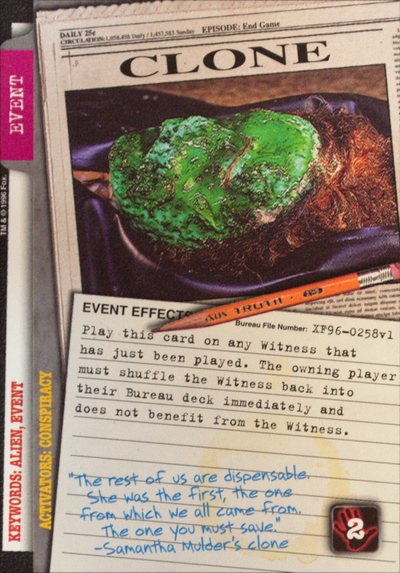 DAILY 25¢ EPISODE: End Game
CIRCULATION: 1,058,498 Daily / 1,457,583 Sunday
CLONE
EVENT
TM & © 1996 Fox.
KEYWORDS: ALIEN, EVENT
ACTIVATORS: CONSPIRACY
TRUTH
EVENT EFFECTS
Bureau File Number: XF96-0258v1
Play this card on any Witness that
has just been played. The owning player
must shuffle the Witness back into
their Bureau deck immediately and
does not benefit from the Witness.
"The rest of us are dispensable.
She was the first, the one
from which we all came from.
The one you must save."
-Samantha Mulder's clone
2